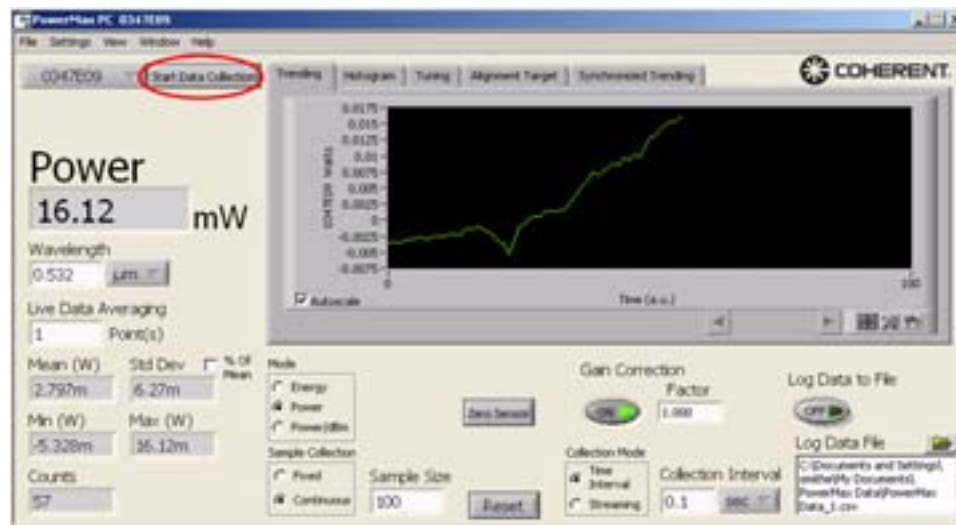 PowerMax PC 0347E09
File Settings View Window Help
0347E09 Start Data Collection
Trending Histogram Tuning Alignment Target Synchronized Trending
COHERENT.
Power
16.12 mW
Wavelength
0.532 µm
Live Data Averaging
1 Point(s)
Mean (W) Std Dev % Of Mean
2.797m 6.27m
Min (W) Max (W)
-5.328m 16.12m
Counts
57
0347E09 Watts
0.0175
0.015
0.0125
0.01
0.0075
0.005
0.0025
0
-0.0025
-0.005
-0.0075
0 100
Autoscale
Time (a.u.)
Mode
Energy
Power
Power/dBm
Zero Sensor
Sample Collection
Fixed
Continuous
Sample Size
100
Reset
Gain Correction
Factor
ON 1.000
Collection Mode
Time Interval
Streaming
Collection Interval
0.1 sec
Log Data to File
OFF
Log Data File
C:\Documents and Settings\
smithe\My Documents\
PowerMax Data\PowerMax
Data_1.csv